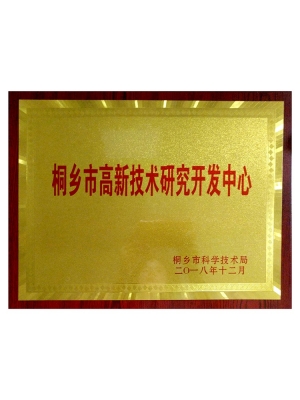 桐乡市高新技术研究开发中心
桐乡市科学技术局
二〇一八年十二月